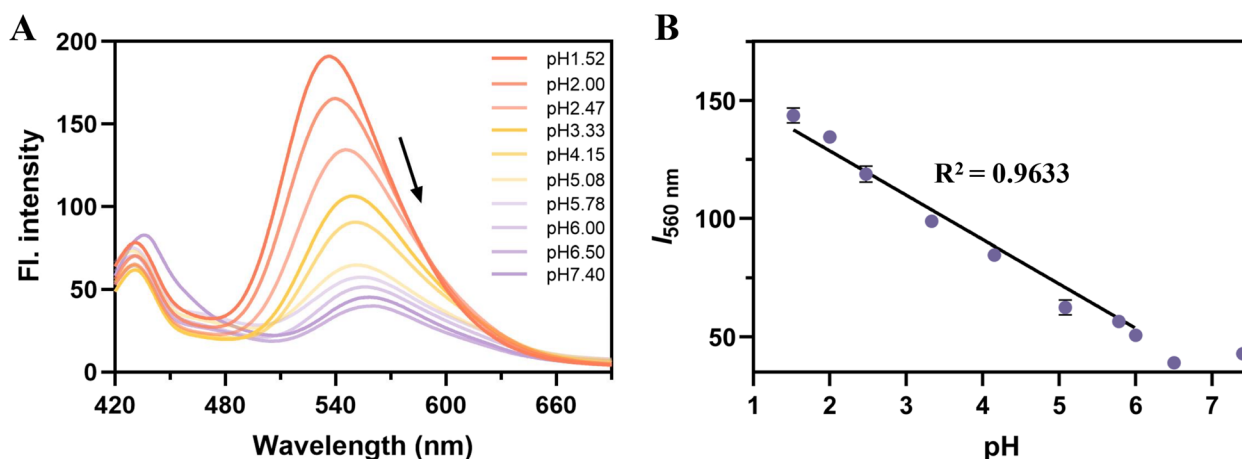 A
200
150
100
50
0
Fl. intensity
420
480
540
600
660
Wavelength (nm)
pH1.52
pH2.00
pH2.47
pH3.33
pH4.15
pH5.08
pH5.78
pH6.00
pH6.50
pH7.40
B
150
100
50
I560 nm
R² = 0.9633
1 2 3 4 5 6 7
pH